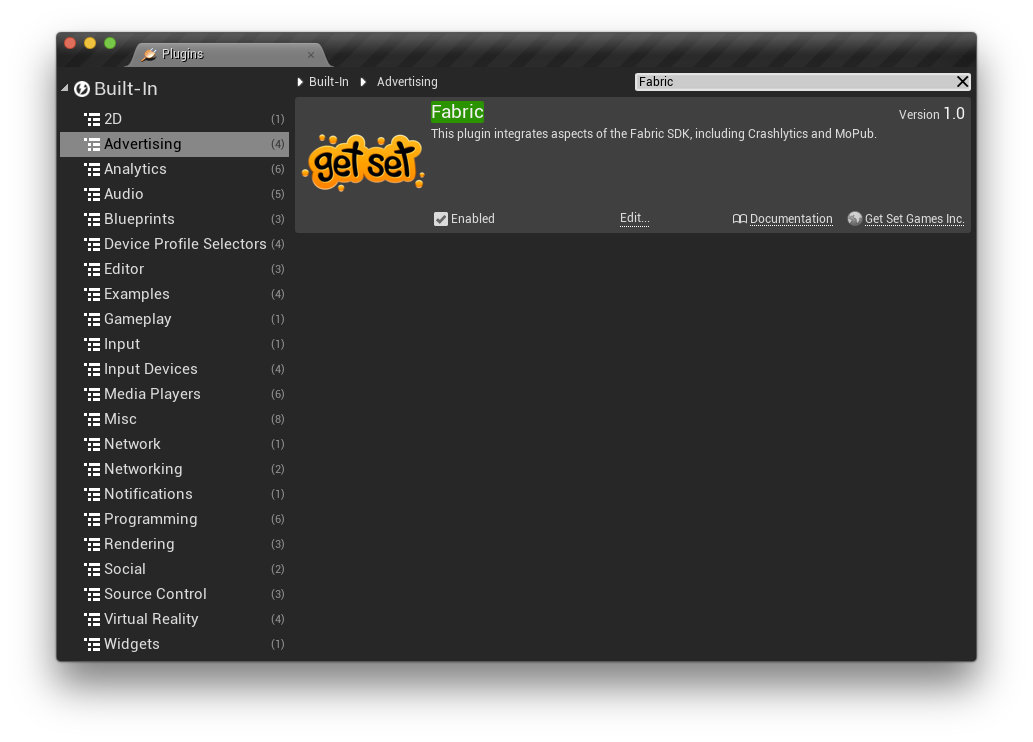 Plugins
Built-In
2D (1)
Advertising (4)
Analytics (6)
Audio (5)
Blueprints (3)
Device Profile Selectors (4)
Editor (3)
Examples (4)
Gameplay (1)
Input (1)
Input Devices (4)
Media Players (6)
Misc (8)
Network (1)
Networking (2)
Notifications (1)
Programming (6)
Rendering (3)
Social (2)
Source Control (3)
Virtual Reality (4)
Widgets (1)
Built-In Advertising
Fabric
get set
Fabric
Version 1.0
This plugin integrates aspects of the Fabric SDK, including Crashlytics and MoPub.
Enabled Edit... Documentation Get Set Games Inc.